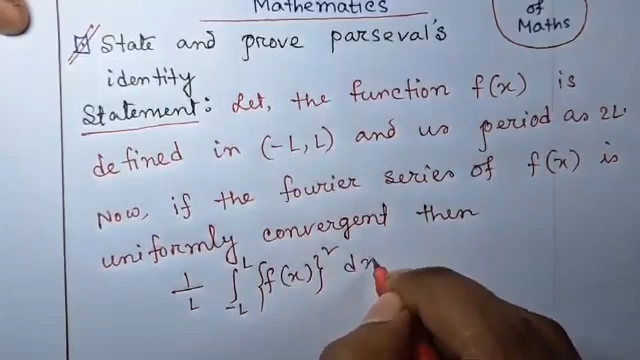 Mathematics
of
Maths
State and prove parseval's
identity
Statement: Let, the function f(x) is
defined in (-L, L) and us period as 2L.
Now, if the fourier series of f(x) is
uniformly convergent then
1/L ∫_{-L}^{L} {f(x)}² dx